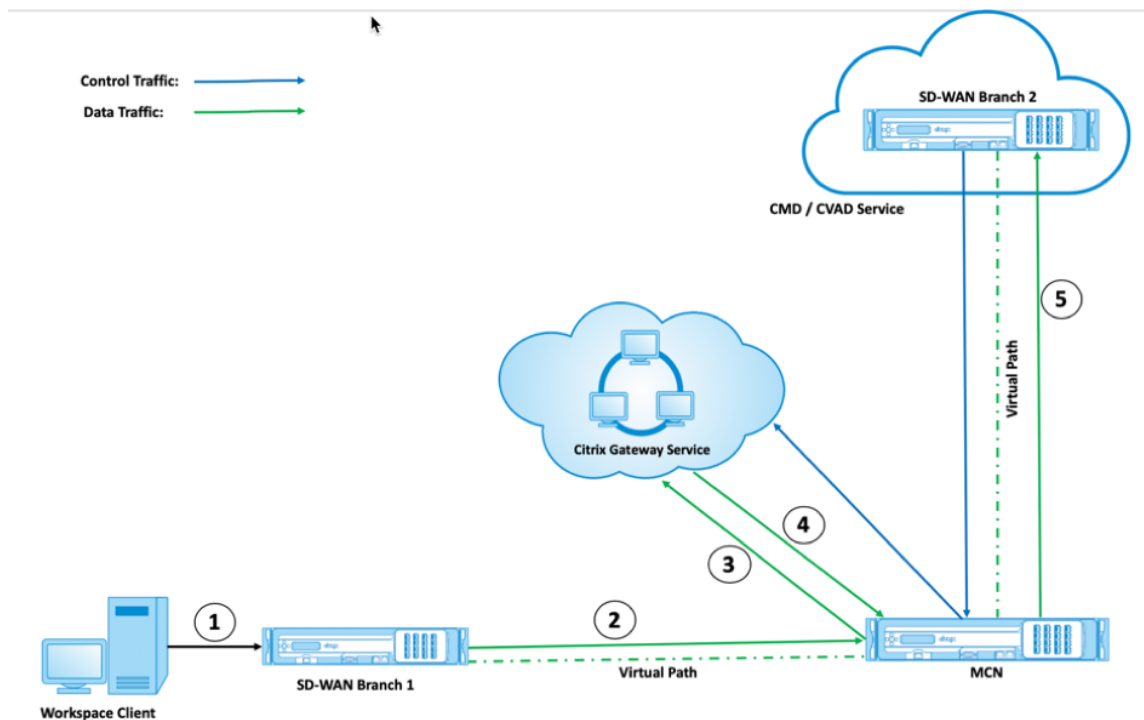 Control Traffic:
Data Traffic:
SD-WAN Branch 2
CMD / CVAD Service
5
Virtual Path
Citrix Gateway Service
4
3
1
2
SD-WAN Branch 1
Virtual Path
MCN
Workspace Client